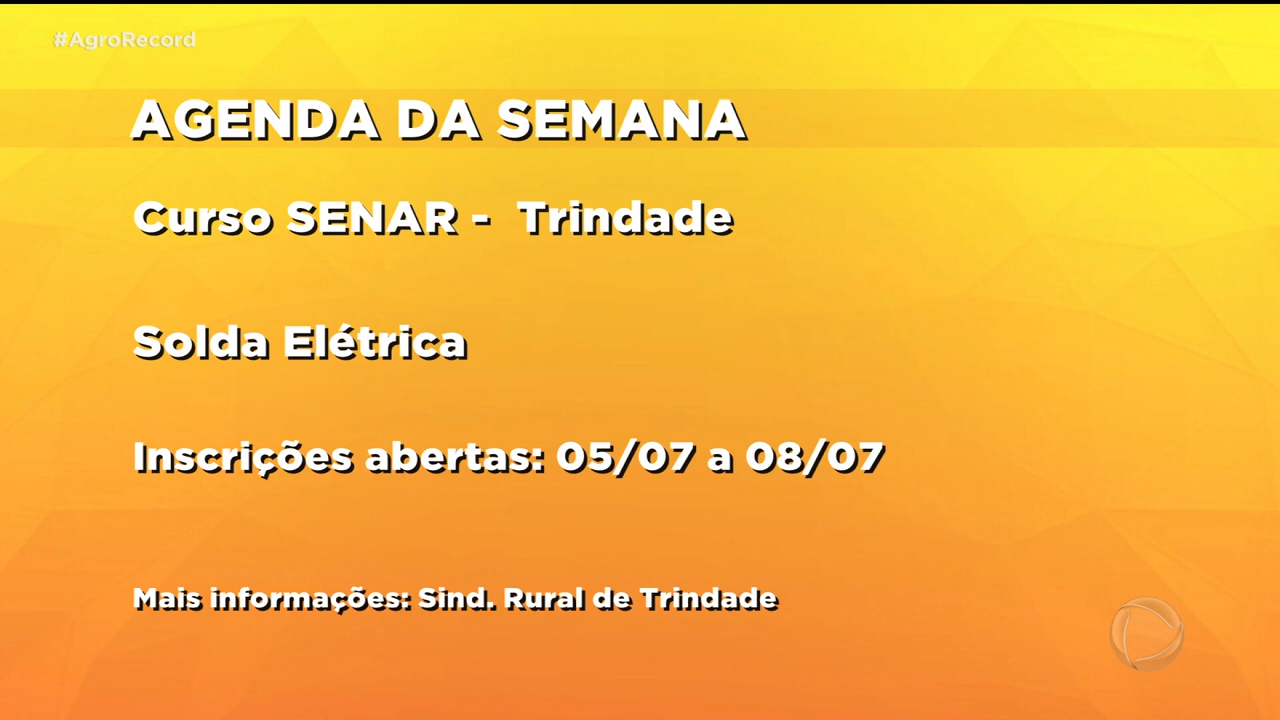 #AgroRecord
AGENDA DA SEMANA
Curso SENAR - Trindade
Solda Elétrica
Inscrições abertas: 05/07 a 08/07
Mais informações: Sind. Rural de Trindade